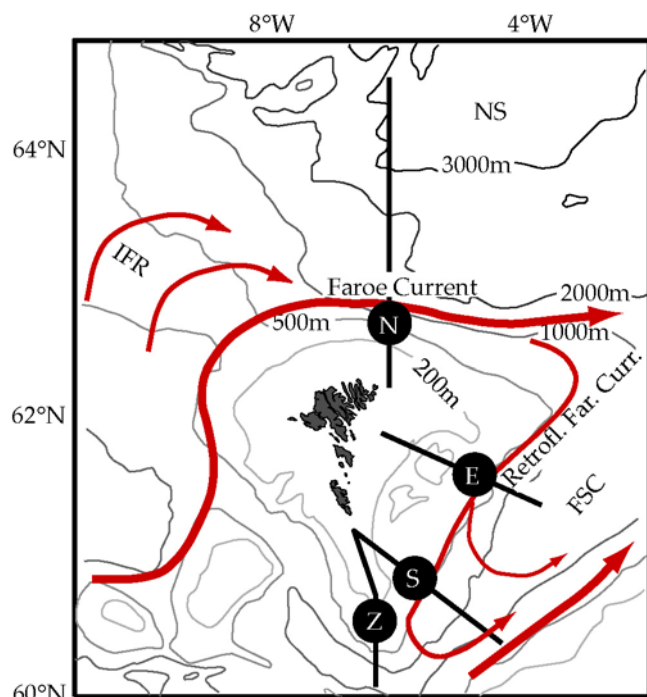 8°W 4°W
NS
64°N
3000m
IFR
Faroe Current
2000m
500m
N
1000m
200m
62°N
Retrofl. Far. Curr.
E
FSC
S
Z
60°N